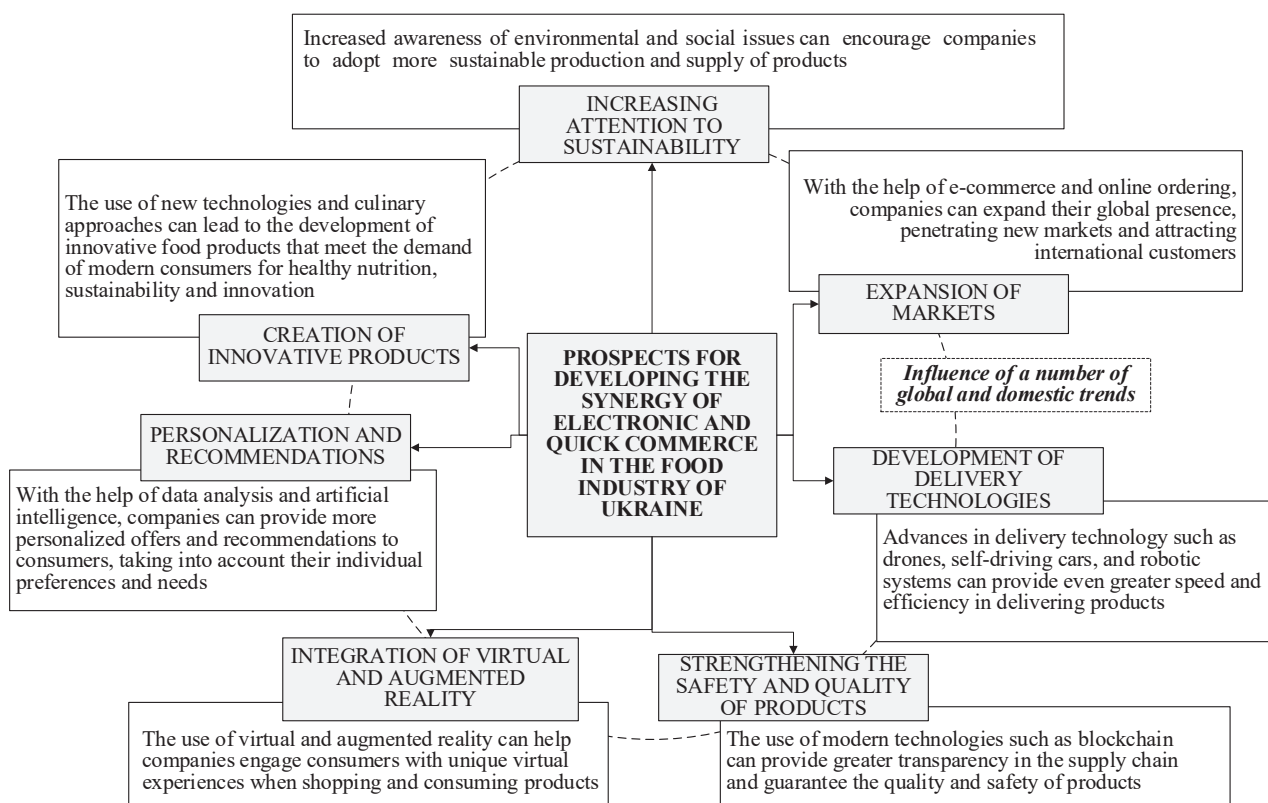 Increased awareness of environmental and social issues can encourage companies
to adopt more sustainable production and supply of products
INCREASING
ATTENTION TO
SUSTAINABILITY
The use of new technologies and culinary
approaches can lead to the development of
innovative food products that meet the demand
of modern consumers for healthy nutrition,
sustainability and innovation
CREATION OF
INNOVATIVE PRODUCTS
With the help of e-commerce and online ordering,
companies can expand their global presence,
penetrating new markets and attracting
international customers
EXPANSION OF
MARKETS
PROSPECTS FOR
DEVELOPING THE
SYNERGY OF
ELECTRONIC AND
QUICK COMMERCE
IN THE FOOD
INDUSTRY OF
UKRAINE
Influence of a number of
global and domestic trends
PERSONALIZATION AND
RECOMMENDATIONS
With the help of data analysis and artificial
intelligence, companies can provide more
personalized offers and recommendations to
consumers, taking into account their individual
preferences and needs
DEVELOPMENT OF
DELIVERY
TECHNOLOGIES
Advances in delivery technology such as
drones, self-driving cars, and robotic
systems can provide even greater speed and
efficiency in delivering products
INTEGRATION OF VIRTUAL
AND AUGMENTED
REALITY
The use of virtual and augmented reality can help
companies engage consumers with unique virtual
experiences when shopping and consuming products
STRENGTHENING THE
SAFETY AND QUALITY
OF PRODUCTS
The use of modern technologies such as blockchain
can provide greater transparency in the supply chain
and guarantee the quality and safety of products